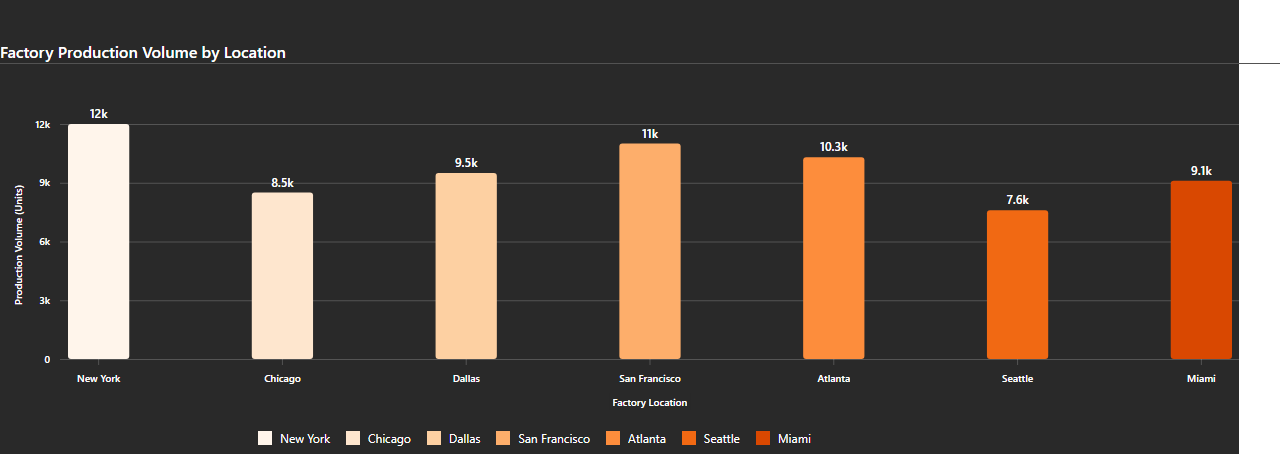 Factory Production Volume by Location
12k
11k
10.3k
9.5k
9.1k
8.5k
7.6k
12k
9k
6k
3k
0
Production Volume (Units)
New York Chicago Dallas San Francisco Atlanta Seattle Miami
Factory Location
New York Chicago Dallas San Francisco Atlanta Seattle Miami